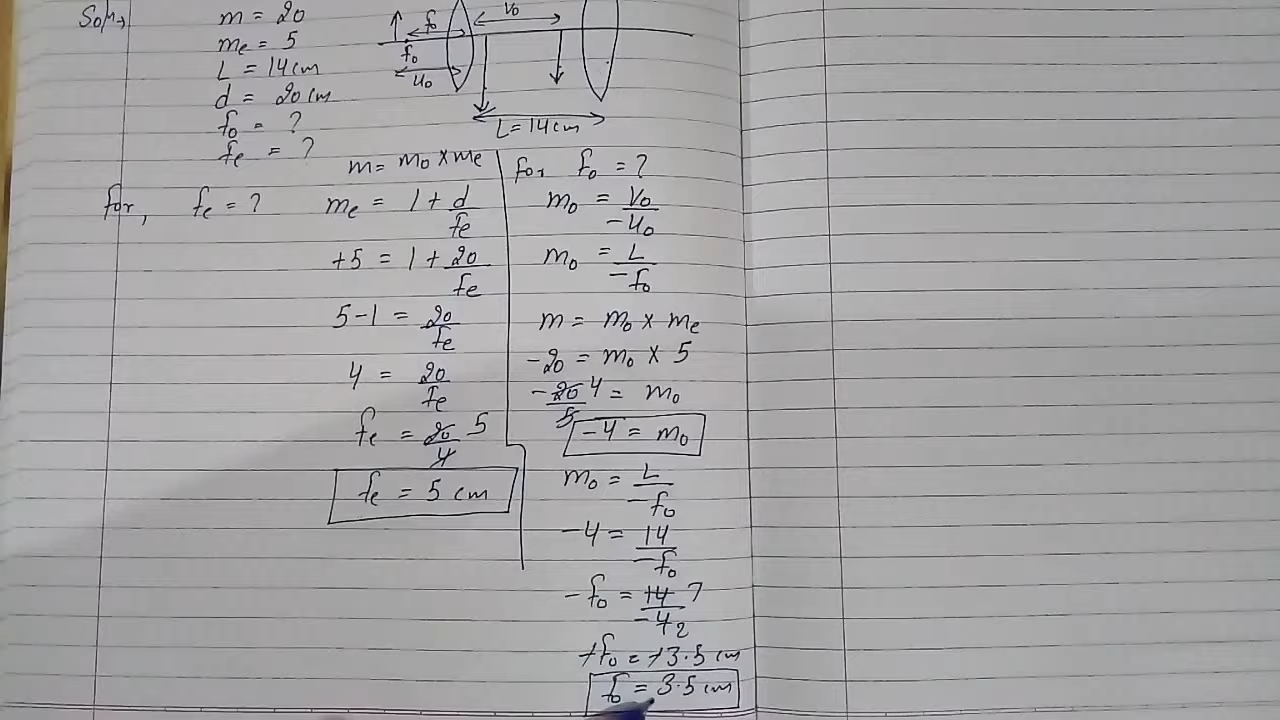 Soln,
m = 20
me = 5
L = 14cm
d = 20cm
fo = ?
fe = ?
fo
vo
fo
uo
L = 14cm
m = mo × me
for, fe = ?
me = 1 + d/fe
+5 = 1 + 20/fe
5 - 1 = 20/fe
4 = 20/fe
fe = 20/4 5
fe = 5 cm
for fo = ?
mo = vo/-uo
mo = L/-fo
m = mo × me
-20 = mo × 5
-20/5 4 = mo
-4 = mo
mo = L/-fo
-4 = 14/-fo
-fo = 14/-4 7 2
+fo = +3.5 cm
fo = 3.5 cm